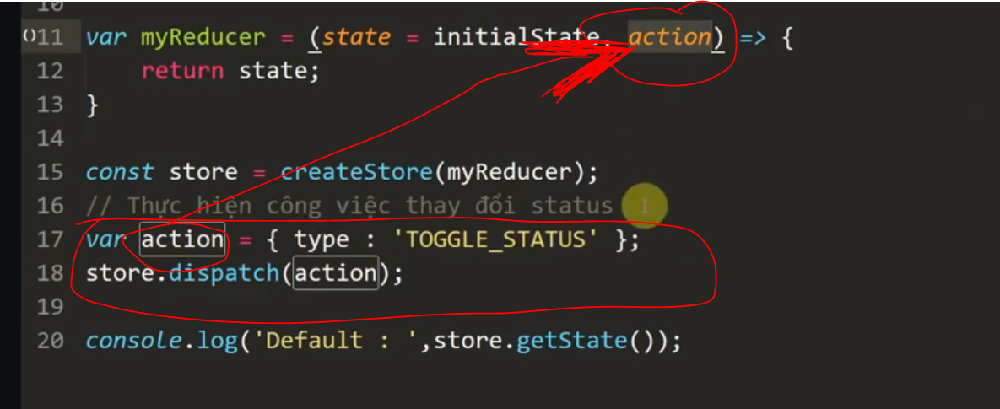 10
11 var myReducer = (state = initialState, action) => {
12 return state;
13 }
14
15 const store = createStore(myReducer);
16 // Thực hiện công việc thay đổi status
17 var action = { type : 'TOGGLE_STATUS' };
18 store.dispatch(action);
19
20 console.log('Default : ',store.getState());